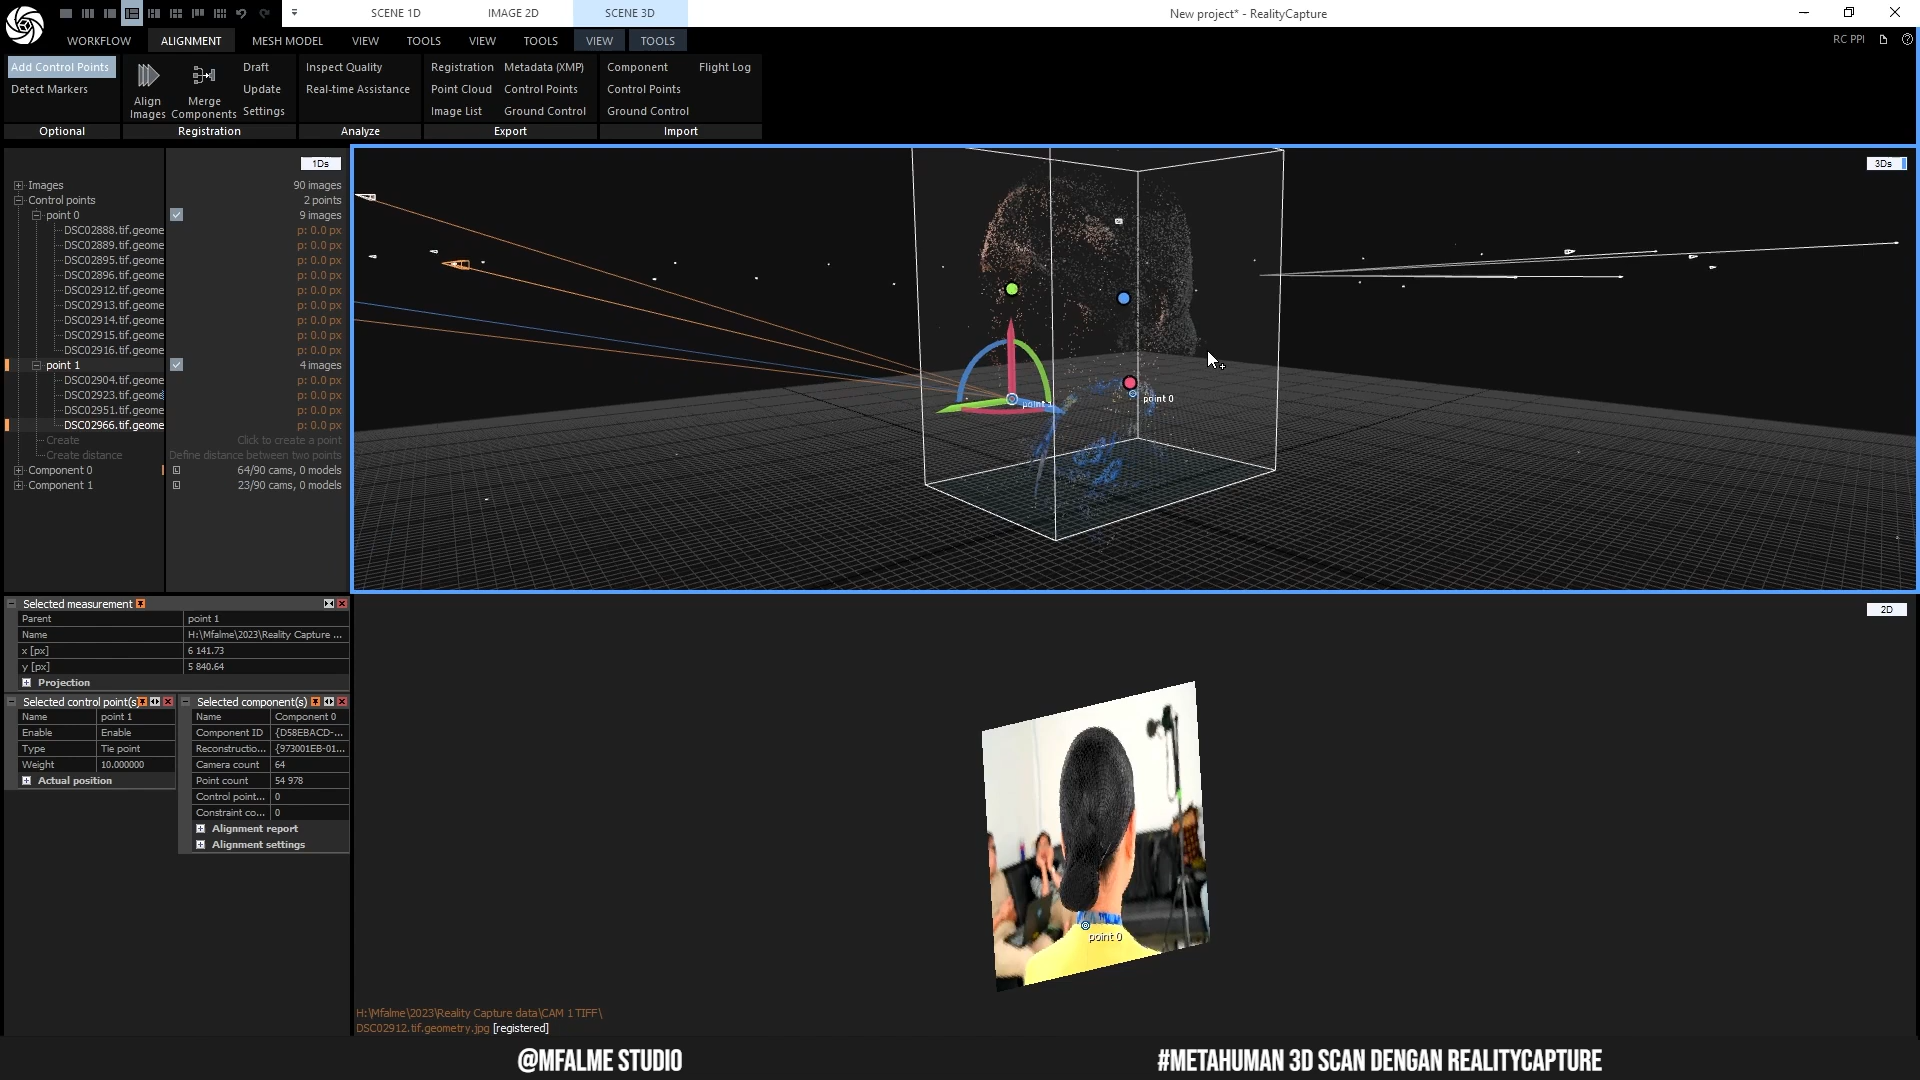 SCENE 1D
IMAGE 2D
SCENE 3D
New project* - RealityCapture
WORKFLOW
ALIGNMENT
MESH MODEL
VIEW
TOOLS
VIEW
TOOLS
VIEW
TOOLS
RC PPI
Add Control Points
Detect Markers
Optional
Align Images
Merge Components
Draft
Update
Settings
Registration
Inspect Quality
Real-time Assistance
Analyze
Registration
Metadata (XMP)
Point Cloud
Control Points
Image List
Ground Control
Export
Component
Flight Log
Control Points
Ground Control
Import
1Ds
Images 90 images
Control points 2 points
point 0 9 images
DSC02888.tif.geome p: 0.0 px
DSC02889.tif.geome p: 0.0 px
DSC02895.tif.geome p: 0.0 px
DSC02896.tif.geome p: 0.0 px
DSC02912.tif.geome p: 0.0 px
DSC02913.tif.geome p: 0.0 px
DSC02914.tif.geome p: 0.0 px
DSC02915.tif.geome p: 0.0 px
DSC02916.tif.geome p: 0.0 px
point 1 4 images
DSC02904.tif.geome p: 0.0 px
DSC02923.tif.geome p: 0.0 px
DSC02951.tif.geome p: 0.0 px
DSC02966.tif.geome p: 0.0 px
Create Click to create a point
Create distance Define distance between two points
Component 0 L 64/90 cams, 0 models
Component 1 L 23/90 cams, 0 models
3Ds
point 1
point 0
Selected measurement
Parent point 1
Name H:\Mfalme\2023\Reality Capture ...
x [px] 6 141.73
y [px] 5 840.64
Projection
Selected control point(s)
Name point 1
Enable Enable
Type Tie point
Weight 10.000000
Actual position
Selected component(s)
Name Component 0
Component ID {D58EBACD-...
Reconstructio... {973001EB-01...
Camera count 64
Point count 54 978
Control point... 0
Constraint co... 0
Alignment report
Alignment settings
2D
point 0
H:\Mfalme\2023\Reality Capture data\CAM 1 TIFF\
DSC02912.tif.geometry.jpg [registered]
@MFALME STUDIO
#METAHUMAN 3D SCAN DENGAN REALITYCAPTURE